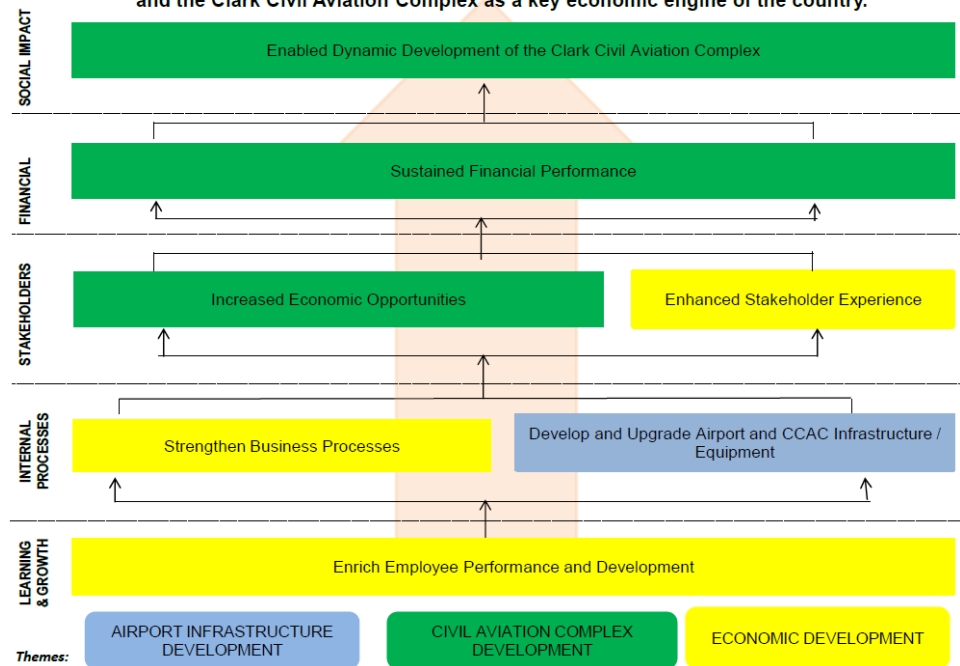 and the Clark Civil Aviation Complex as a key economic engine of the country.
SOCIAL IMPACT
Enabled Dynamic Development of the Clark Civil Aviation Complex
FINANCIAL
Sustained Financial Performance
STAKEHOLDERS
Increased Economic Opportunities
Enhanced Stakeholder Experience
INTERNAL
PROCESSES
Strengthen Business Processes
Develop and Upgrade Airport and CCAC Infrastructure /
Equipment
LEARNING
& GROWTH
Enrich Employee Performance and Development
Themes:
AIRPORT INFRASTRUCTURE
DEVELOPMENT
CIVIL AVIATION COMPLEX
DEVELOPMENT
ECONOMIC DEVELOPMENT